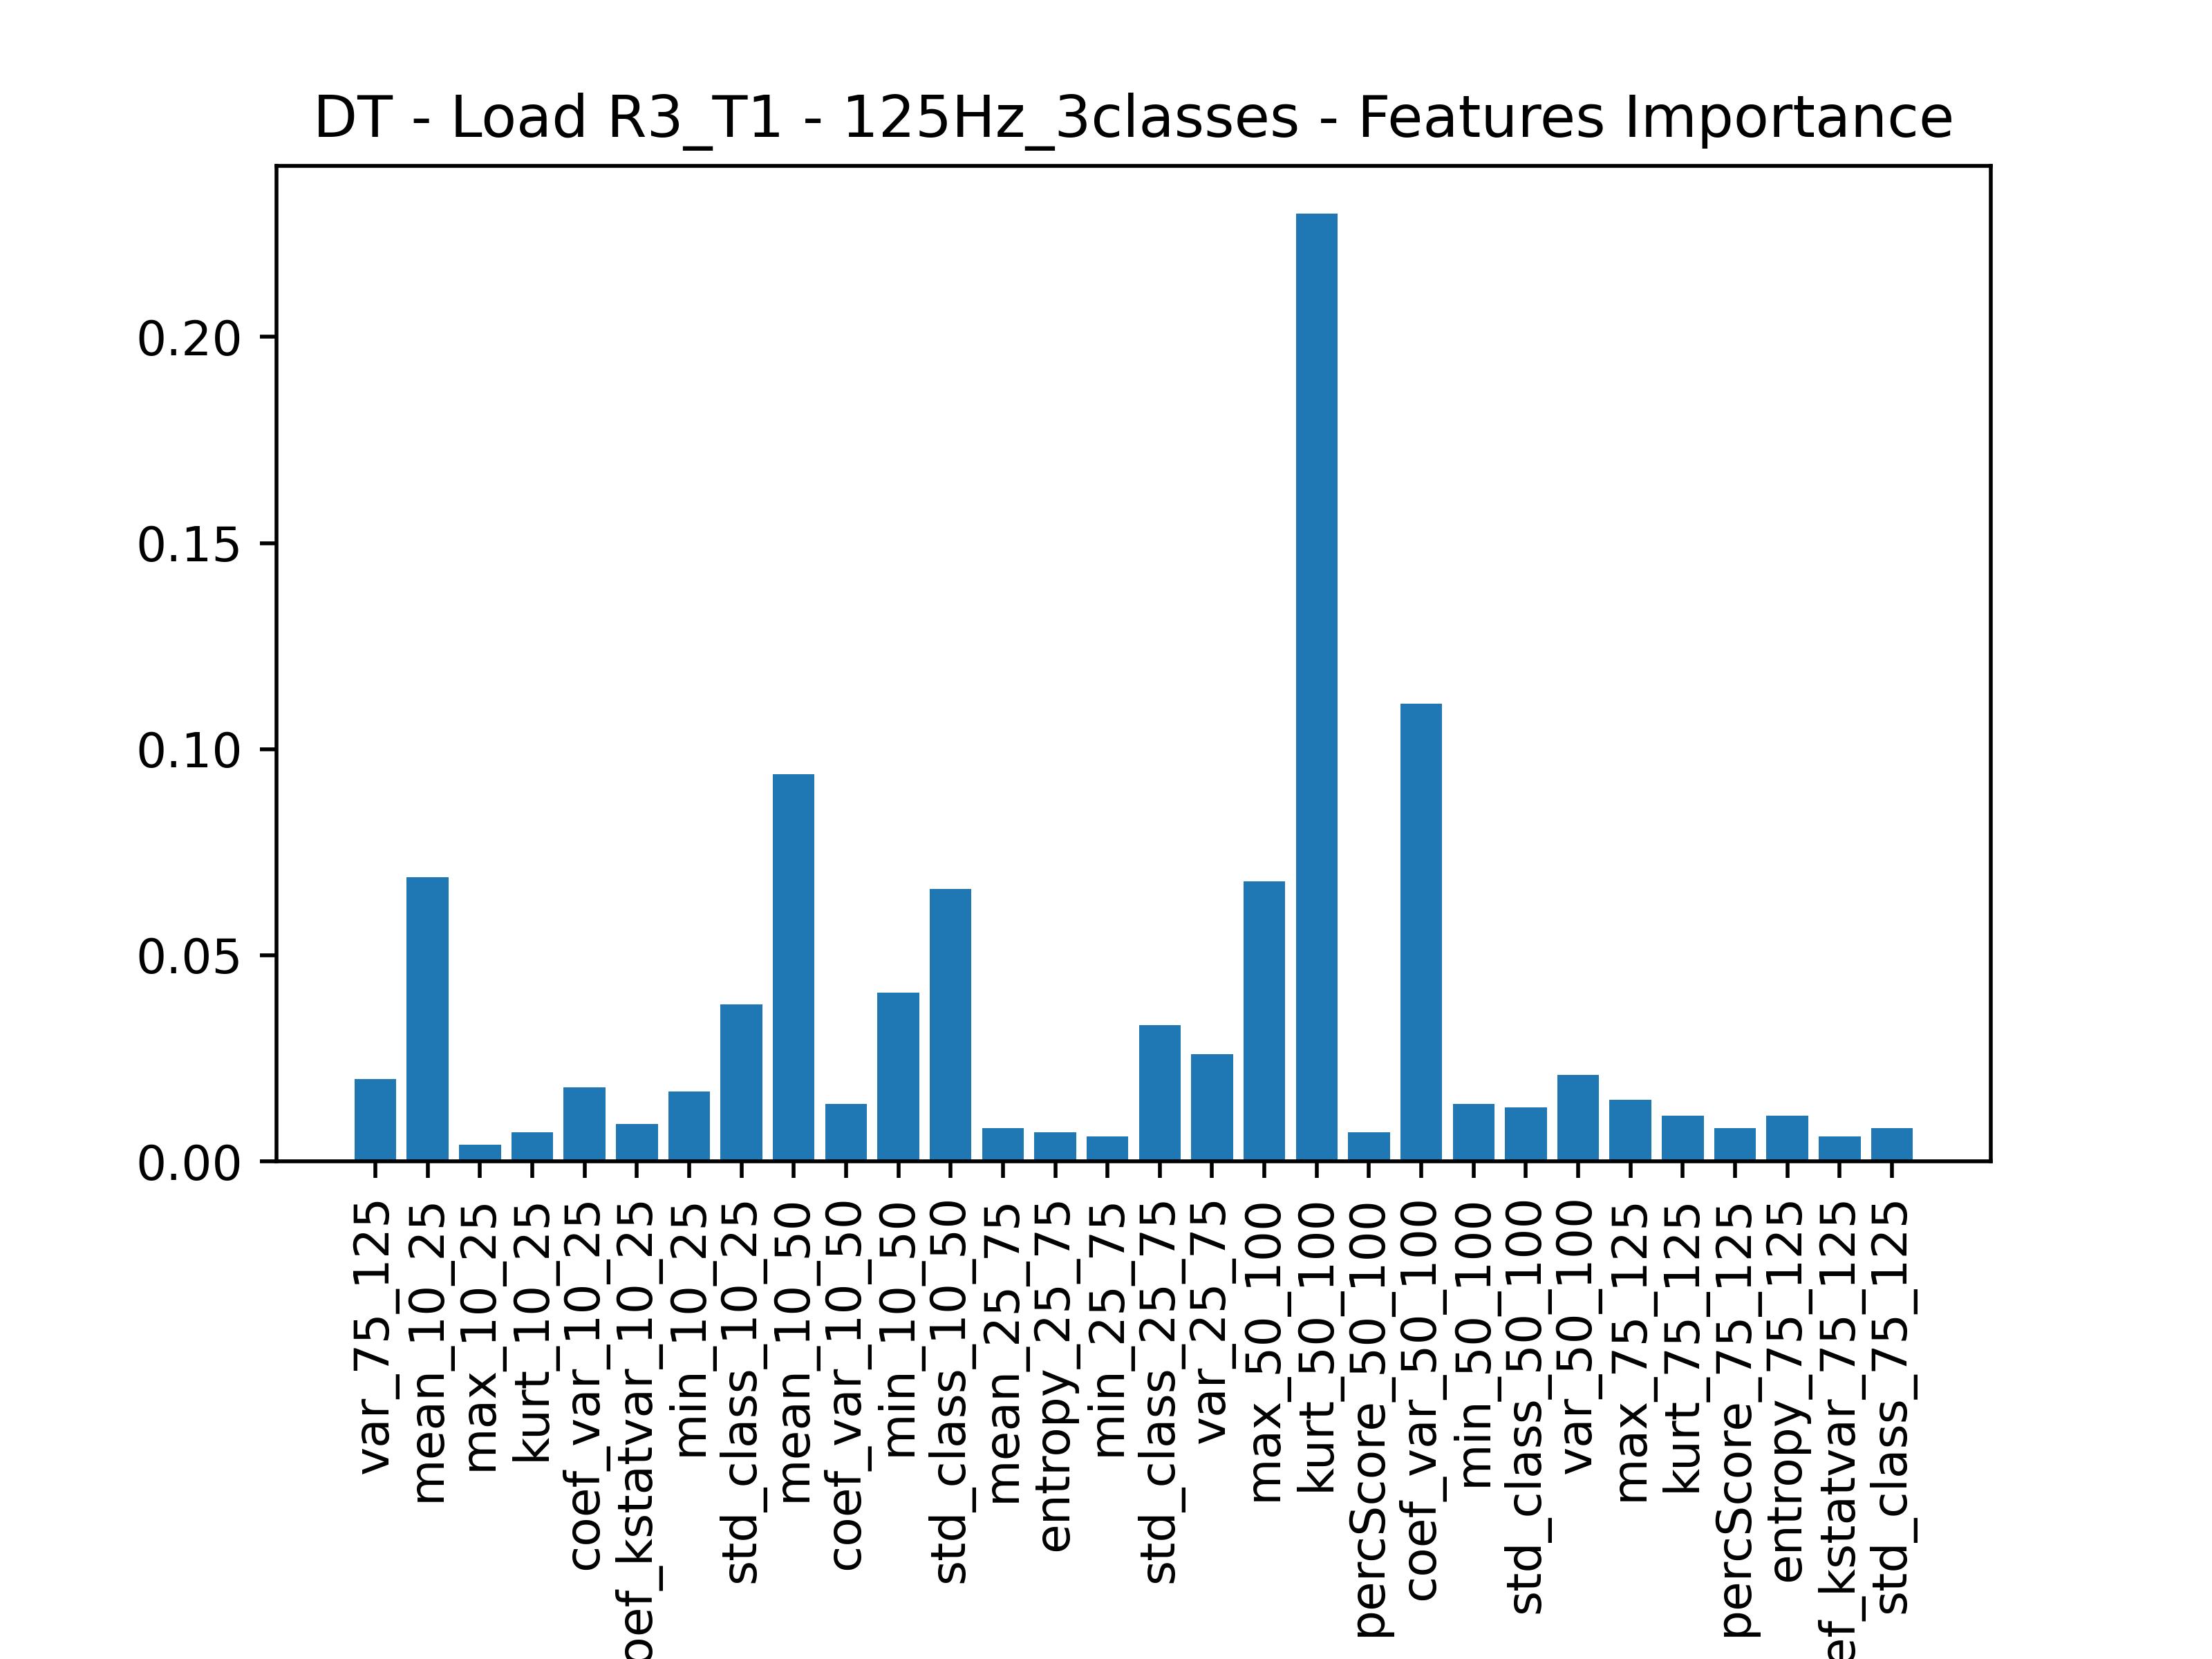 DT - Load R3_T1 - 125Hz_3classes - Features Importance
0.20
0.15
0.10
0.05
0.00
var_75_125
mean_10_25
max_10_25
kurt_10_25
coef_var_10_25
oef_kstatvar_10_25
min_10_25
std_class_10_25
mean_10_50
coef_var_10_50
min_10_50
std_class_10_50
mean_25_75
entropy_25_75
min_25_75
std_class_25_75
var_25_75
max_50_100
kurt_50_100
percScore_50_100
coef_var_50_100
min_50_100
std_class_50_100
var_50_100
max_75_125
kurt_75_125
percScore_75_125
entropy_75_125
ef_kstatvar_75_125
std_class_75_125